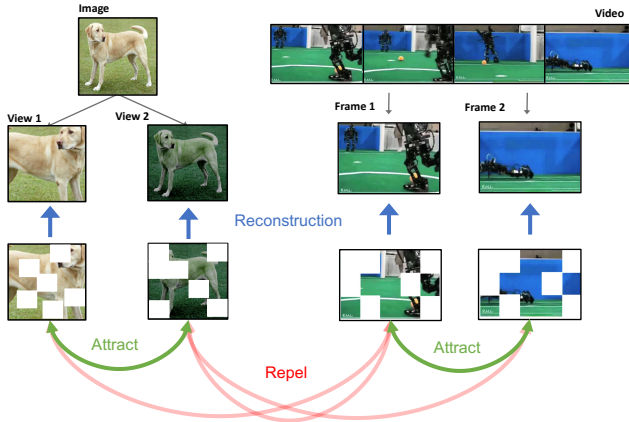 Image
Video
View 1
View 2
Frame 1
Frame 2
Reconstruction
Attract
Attract
Repel